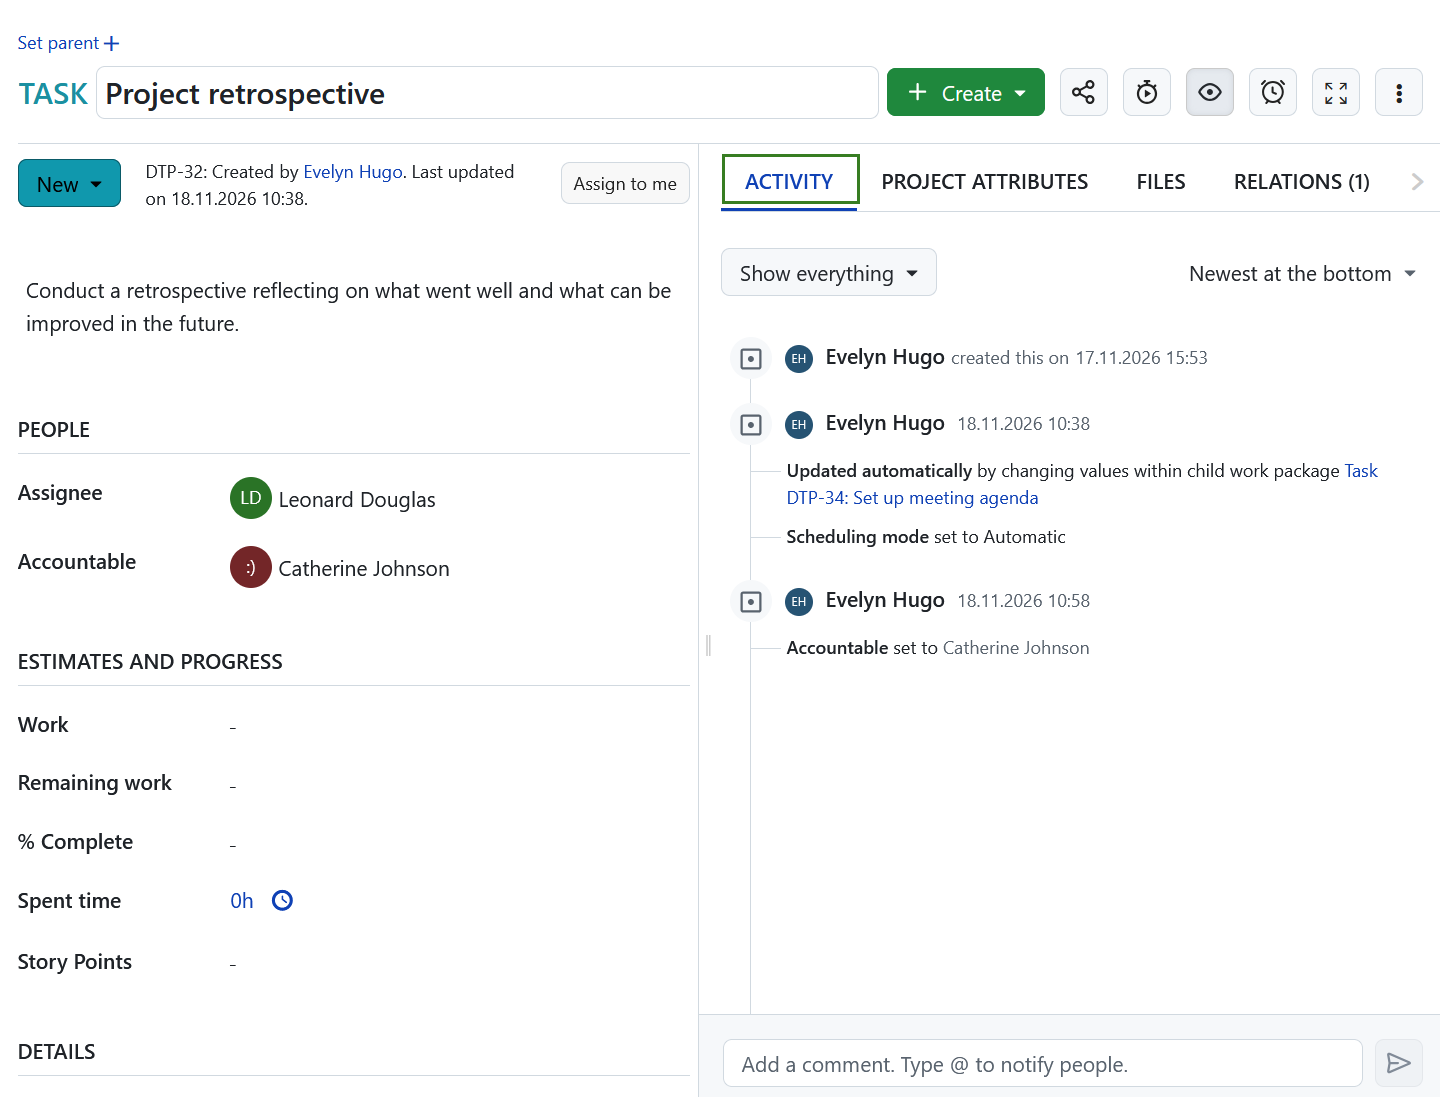 Set parent
TASK Project retrospective
Create
New
DTP-32: Created by Evelyn Hugo. Last updated
on 18.11.2026 10:38.
Assign to me
Conduct a retrospective reflecting on what went well and what can be
improved in the future.
PEOPLE
Assignee
LD Leonard Douglas
Accountable
:) Catherine Johnson
ESTIMATES AND PROGRESS
Work -
Remaining work -
% Complete -
Spent time 0h
Story Points -
DETAILS
ACTIVITY PROJECT ATTRIBUTES FILES RELATIONS (1)
Show everything
Newest at the bottom
EH Evelyn Hugo created this on 17.11.2026 15:53
EH Evelyn Hugo 18.11.2026 10:38
Updated automatically by changing values within child work package Task
DTP-34: Set up meeting agenda
Scheduling mode set to Automatic
EH Evelyn Hugo 18.11.2026 10:58
Accountable set to Catherine Johnson
Add a comment. Type @ to notify people.